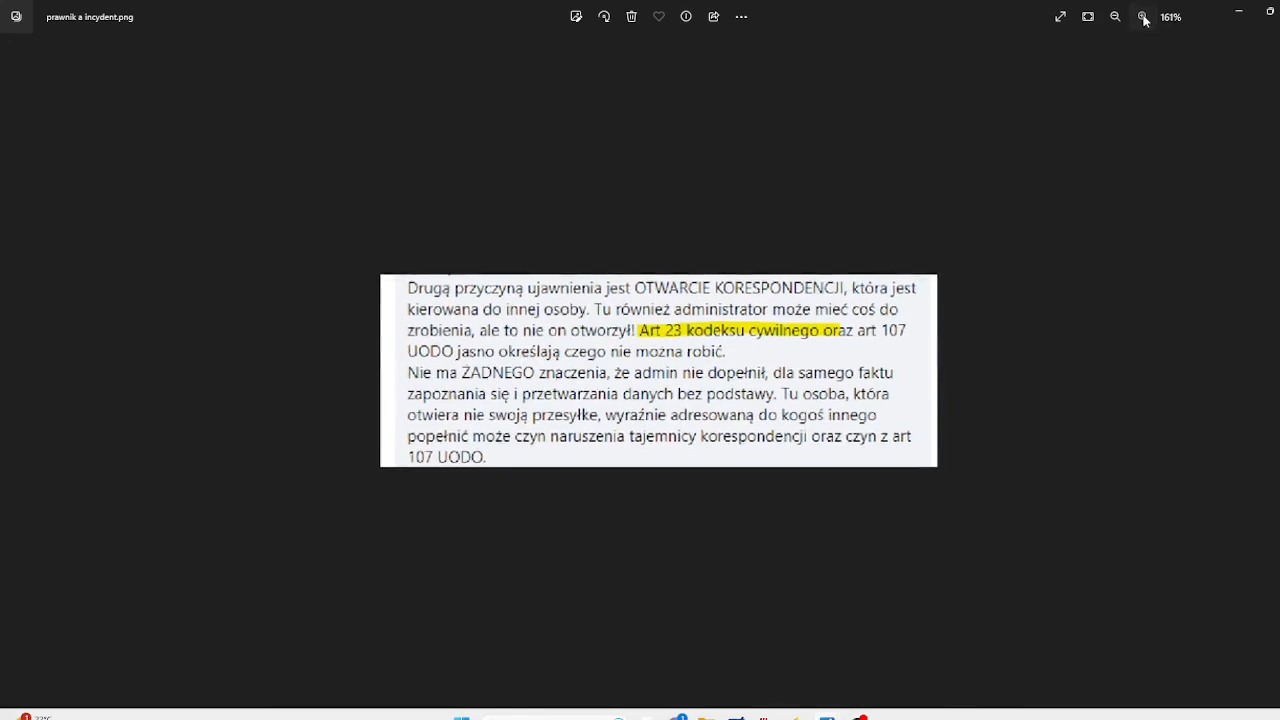 prawnik a incydent.png
161%
Drugą przyczyną ujawnienia jest OTWARCIE KORESPONDENCJI, która jest
kierowana do innej osoby. Tu również administrator może mieć coś do
zrobienia, ale to nie on otworzył! Art 23 kodeksu cywilnego oraz art 107
UODO jasno określają czego nie mozna robić.
Nie ma ŻADNEGO znaczenia, że admin nie dopełnił, dla samego faktu
zapoznania się i przetwarzania danych bez podstawy. Tu osoba, która
otwiera nie swoją przesyłke, wyraźnie adresowaną do kogoś innego
popełnić może czyn naruszenia tajemnicy korespondencji oraz czyn z art
107 UODO.